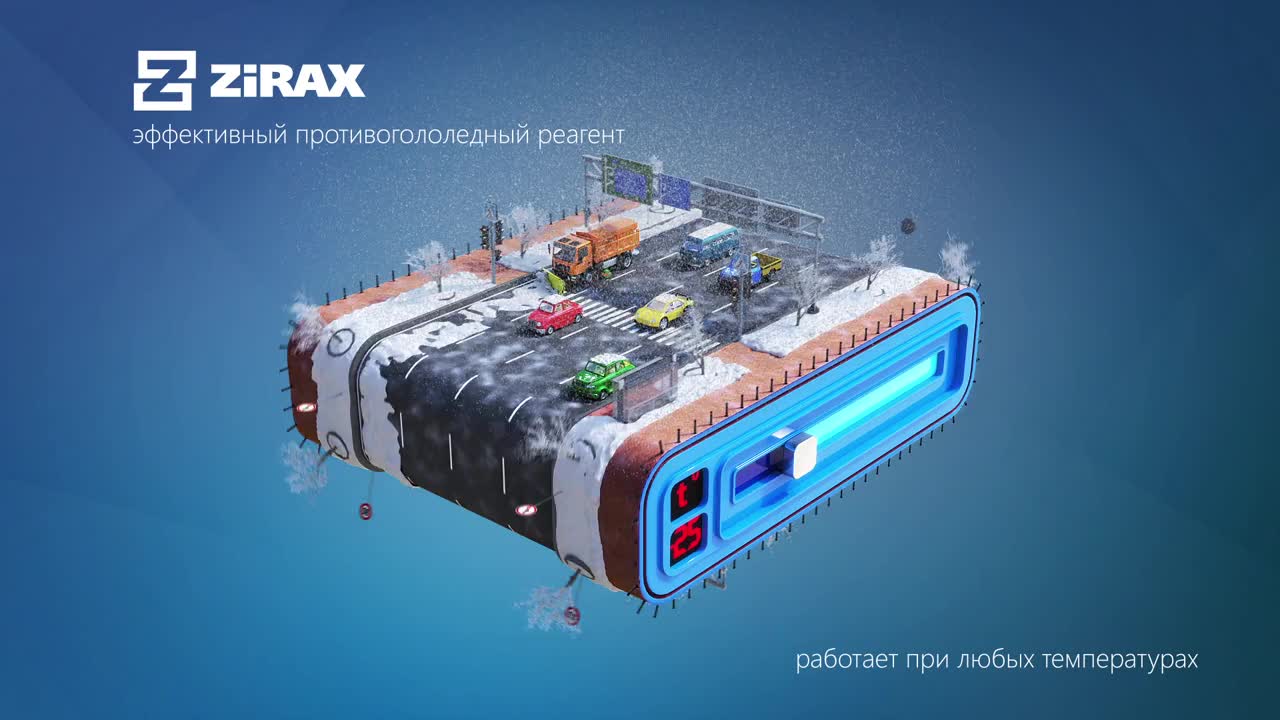 ZiRAX
эффективный противогололедный реагент
t°
25
работает при любых температурах